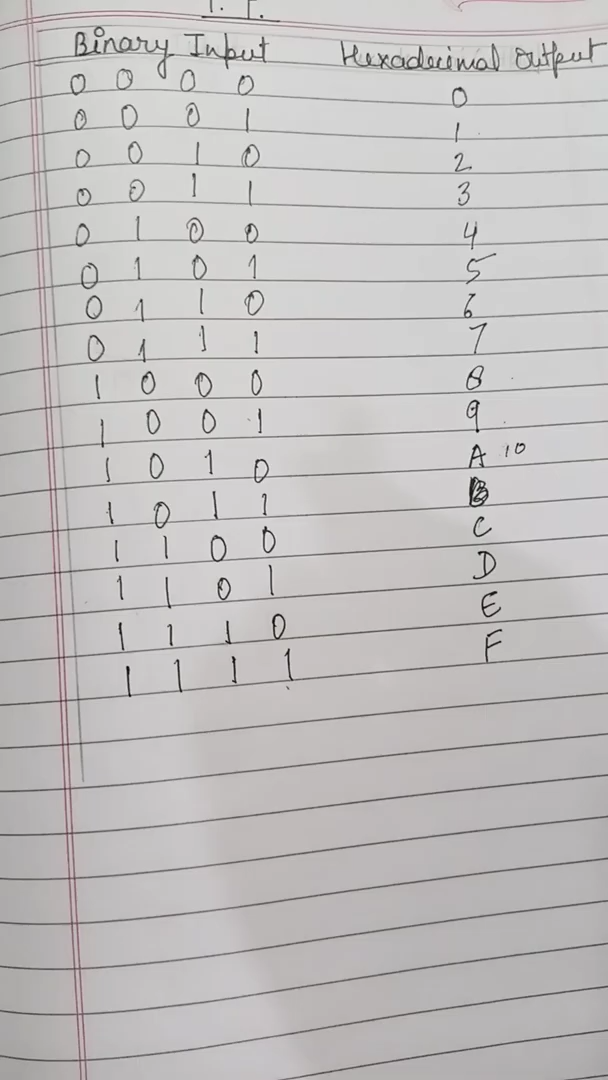 T. T.
Binary Input Hexadecimal Output
0 0 0 0 0
0 0 0 1 1
0 0 1 0 2
0 0 1 1 3
0 1 0 0 4
0 1 0 1 5
0 1 1 0 6
0 1 1 1 7
1 0 0 0 8
1 0 0 1 9
1 0 1 0 A 10
1 0 1 1 B
1 1 0 0 C
1 1 0 1 D
1 1 1 0 E
1 1 1 1 F